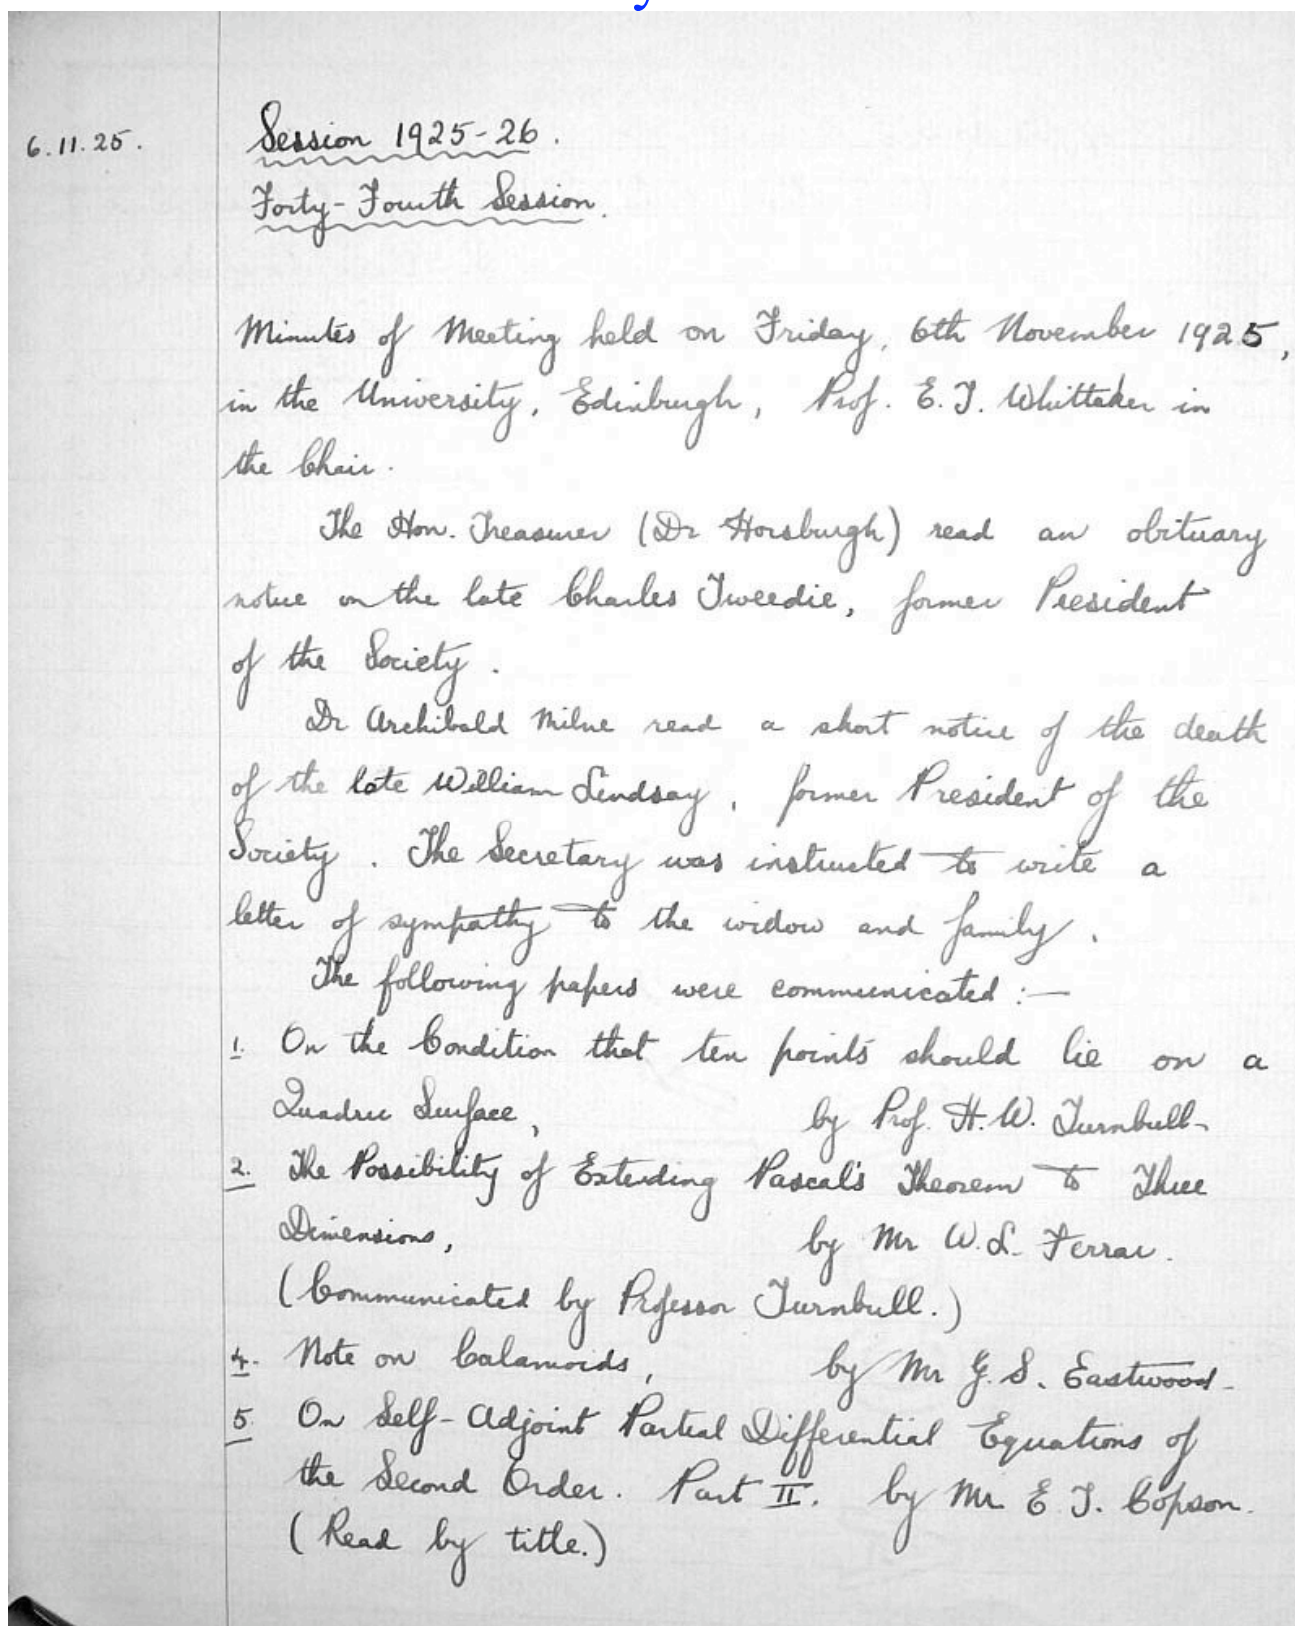 6.11.25.
Session 1925-26.
Forty-Fourth Session.
Minutes of Meeting held on Friday, 6th November 1925,
in the University, Edinburgh, Prof. E. T. Whittaker in
the Chair.
The Hon. Treasurer (Dr Horsburgh) read an obituary
notice on the late Charles Tweedie, former President
of the Society.
Dr Archibald Milne read a short notice of the death
of the late William Lindsay, former President of the
Society. The Secretary was instructed to write a
letter of sympathy to the widow and family.
The following papers were communicated :—
1. On the Condition that ten points should lie on a
Quadric Surface, by Prof. H. W. Turnbull.
2. The Possibility of Extending Pascal's Theorem to Three
Dimensions, by Mr W. L. Ferrar.
(Communicated by Professor Turnbull.)
4. Note on Calamoids, by Mr G. S. Eastwood.
5. On Self-Adjoint Partial Differential Equations of
the Second Order. Part II. by Mr E T. Copson.
(Read by title.)